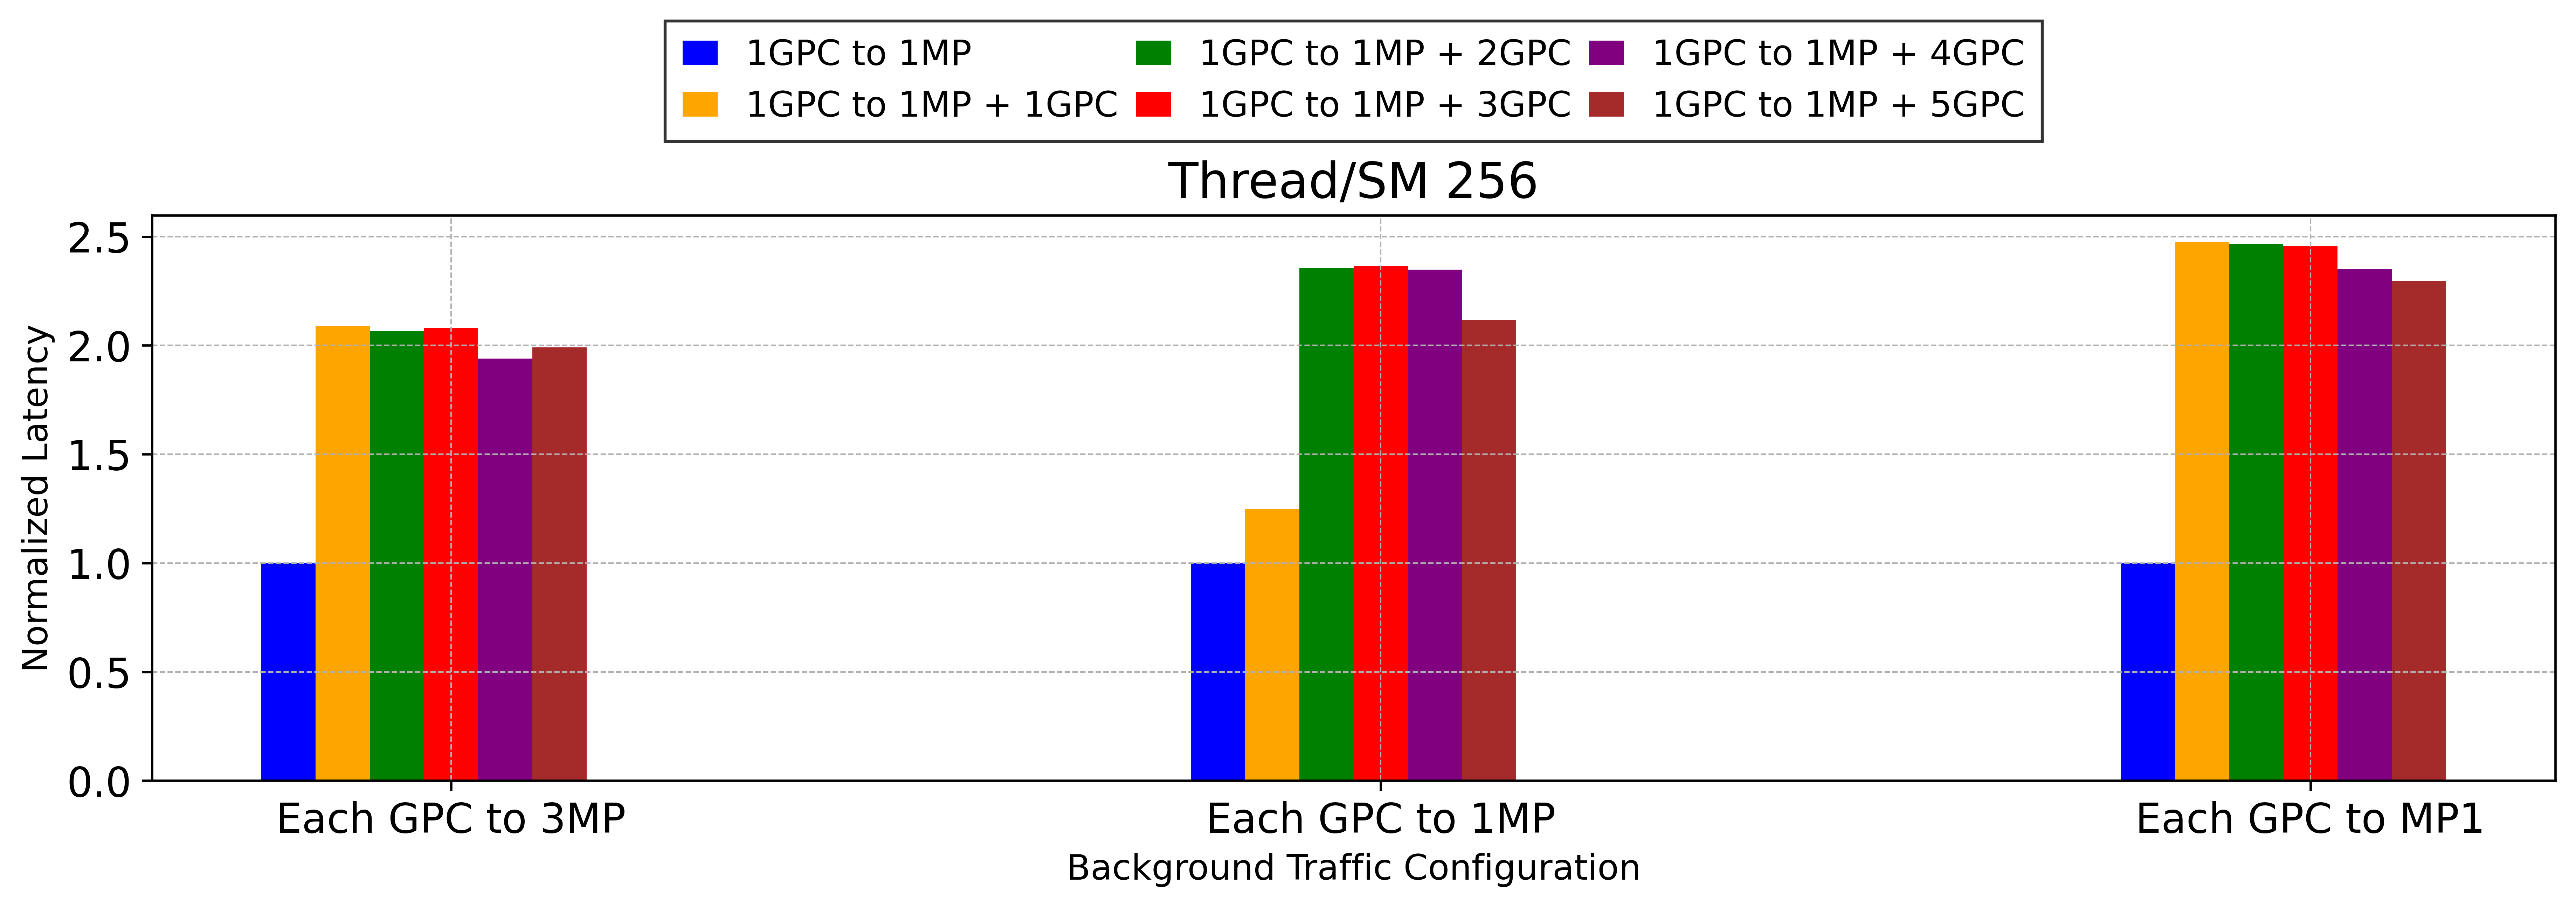 1GPC to 1MP 1GPC to 1MP + 2GPC 1GPC to 1MP + 4GPC
1GPC to 1MP + 1GPC 1GPC to 1MP + 3GPC 1GPC to 1MP + 5GPC
Thread/SM 256
Normalized Latency
2.5
2.0
1.5
1.0
0.5
0.0
Each GPC to 3MP Each GPC to 1MP Each GPC to MP1
Background Traffic Configuration